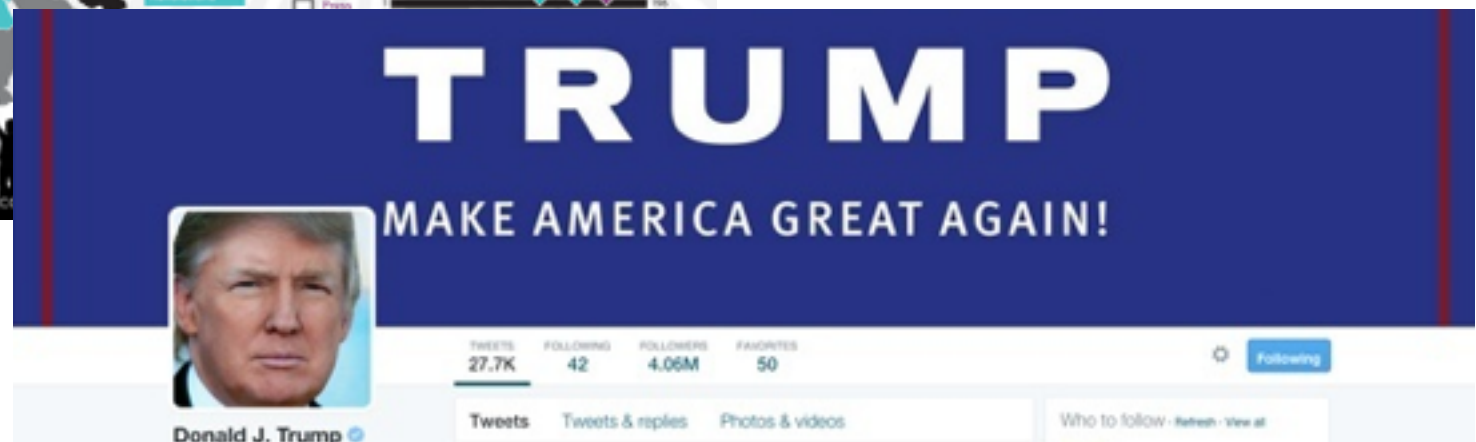 TRUMP
MAKE AMERICA GREAT AGAIN!
TWEETS FOLLOWING FOLLOWERS FAVORITES
27.7K 42 4.06M 50
Following
Tweets Tweets & replies Photos & videos
Who to follow · Refresh · View all
Donald J. Trump